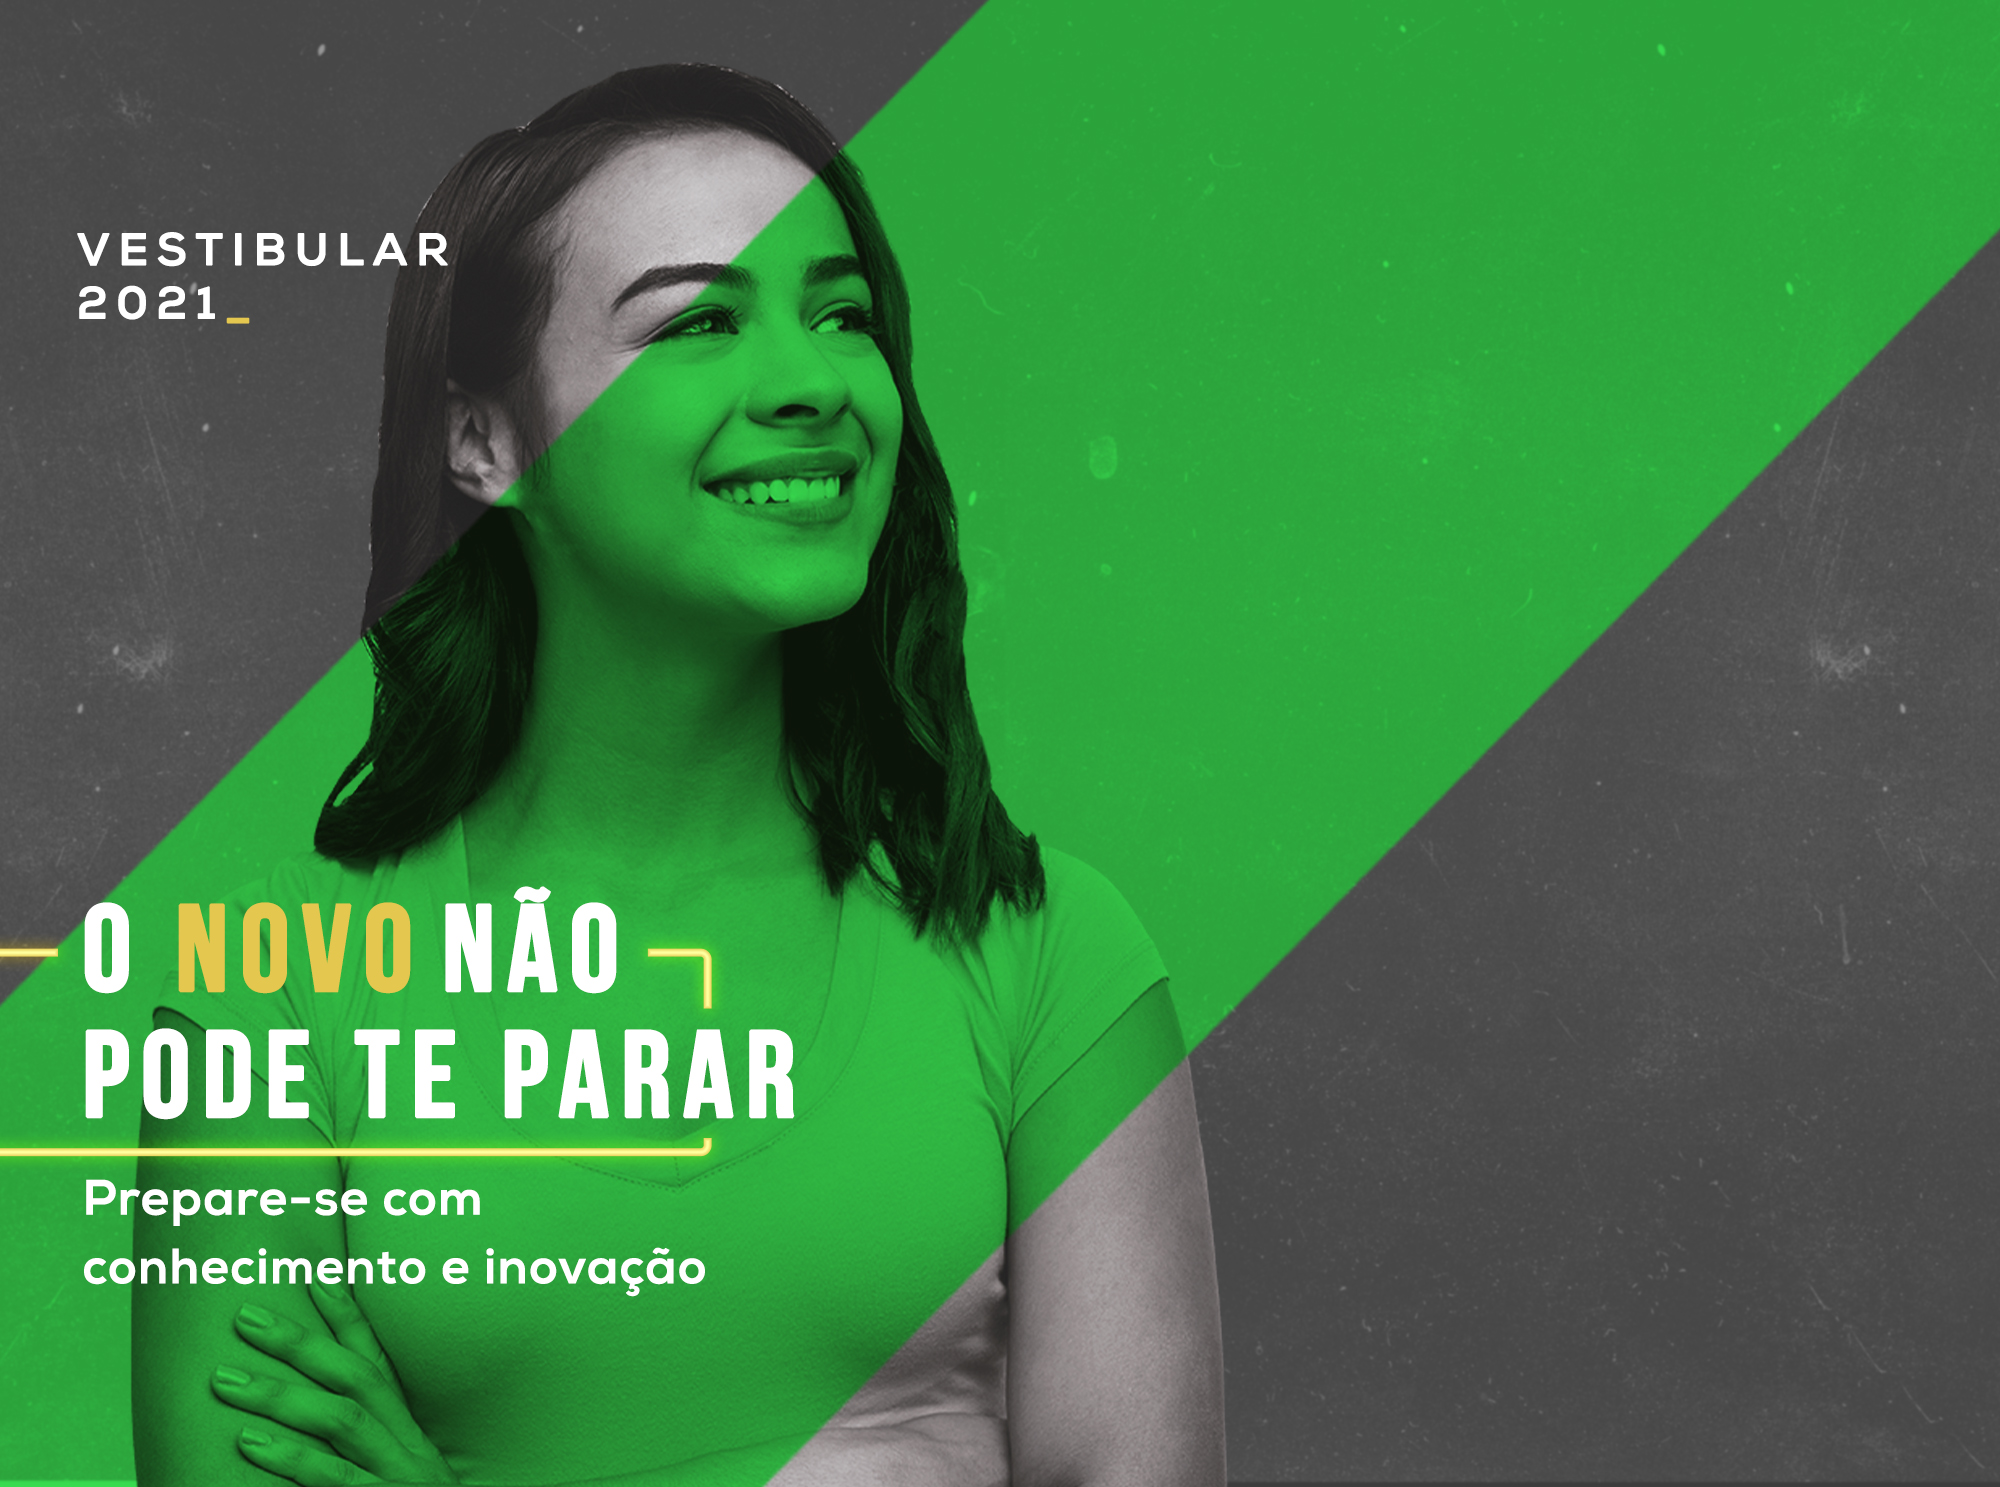 VESTIBULAR
2021_
O NOVO NÃO
PODE TE PARAR
Prepare-se com
conhecimento e inovação